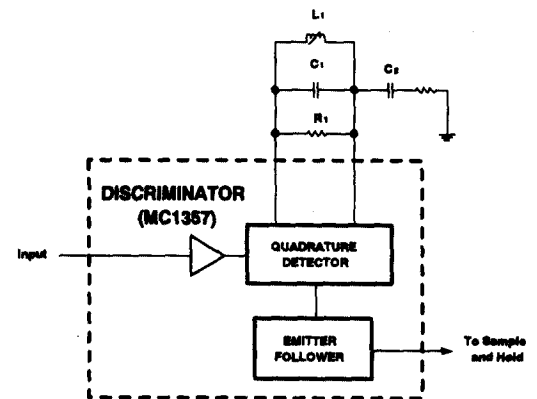 L1
C1
C2
R1
DISCRIMINATOR
(MC1357)
Input
QUADRATURE
DETECTOR
EMITTER
FOLLOWER
To Sample
and Hold